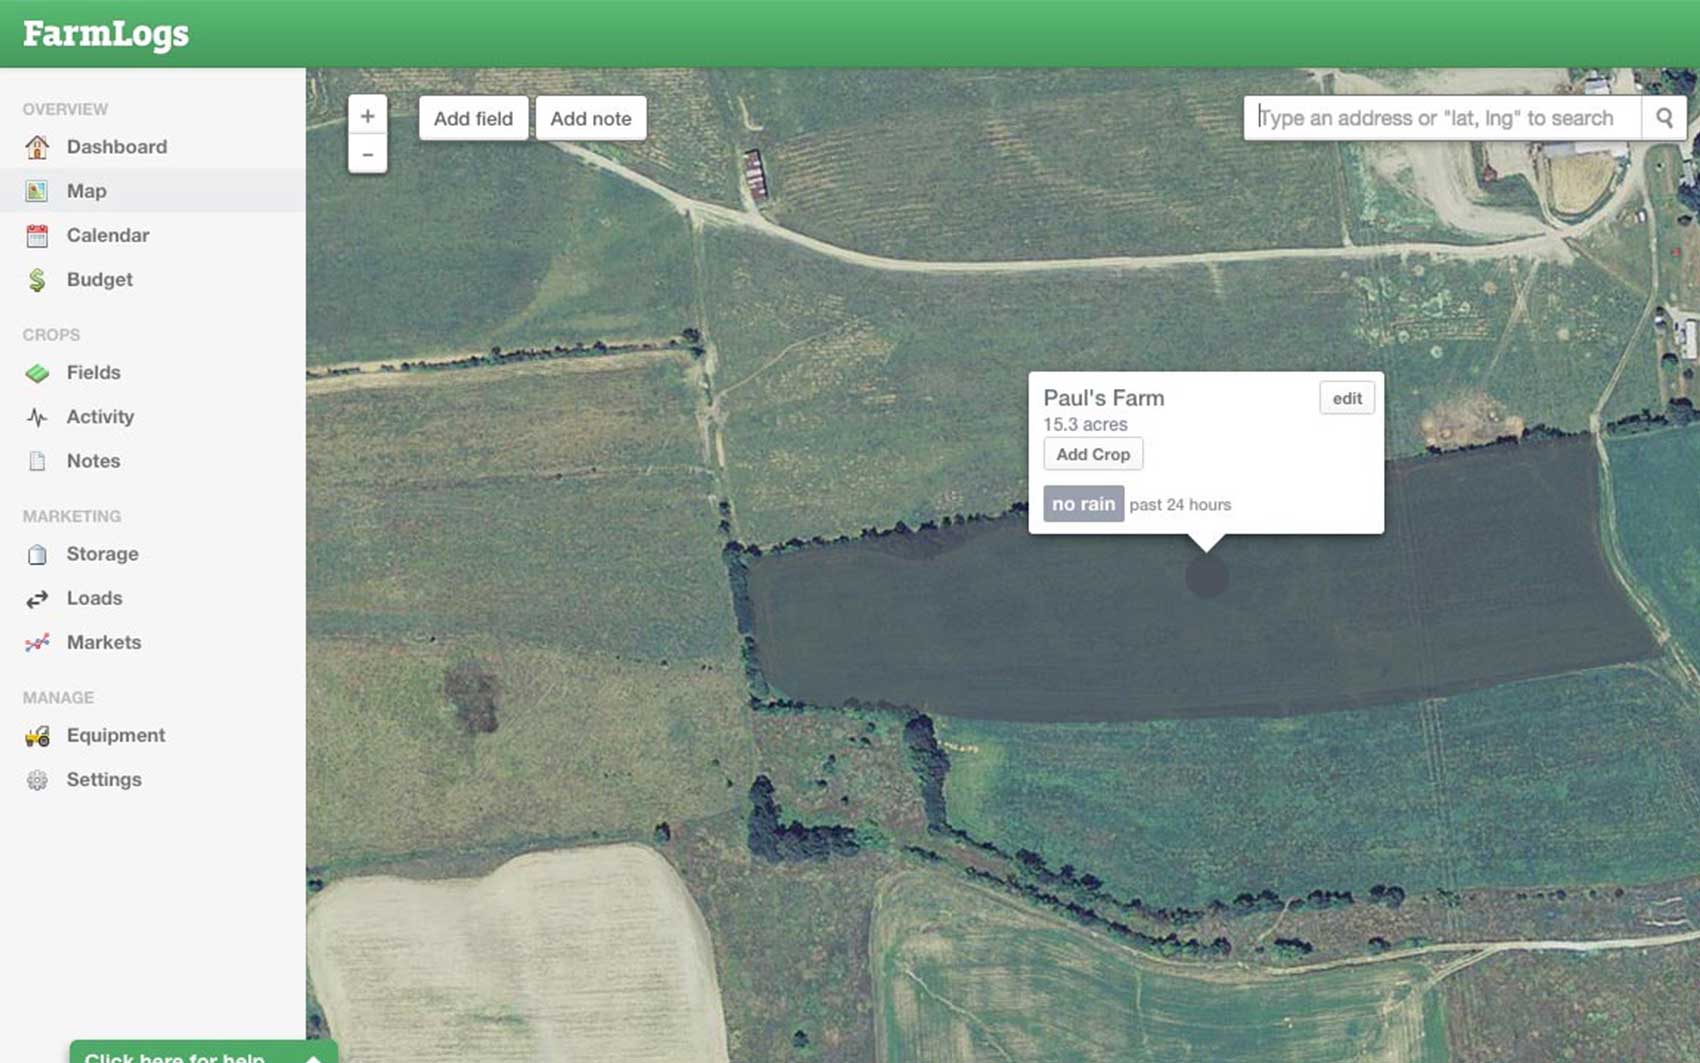 FarmLogs
OVERVIEW
Dashboard
Map
Calendar
Budget
CROPS
Fields
Activity
Notes
MARKETING
Storage
Loads
Markets
MANAGE
Equipment
Settings
Click here for help
+
-
Add field
Add note
Type an address or "lat, lng" to search
Paul's Farm
edit
15.3 acres
Add Crop
no rain past 24 hours